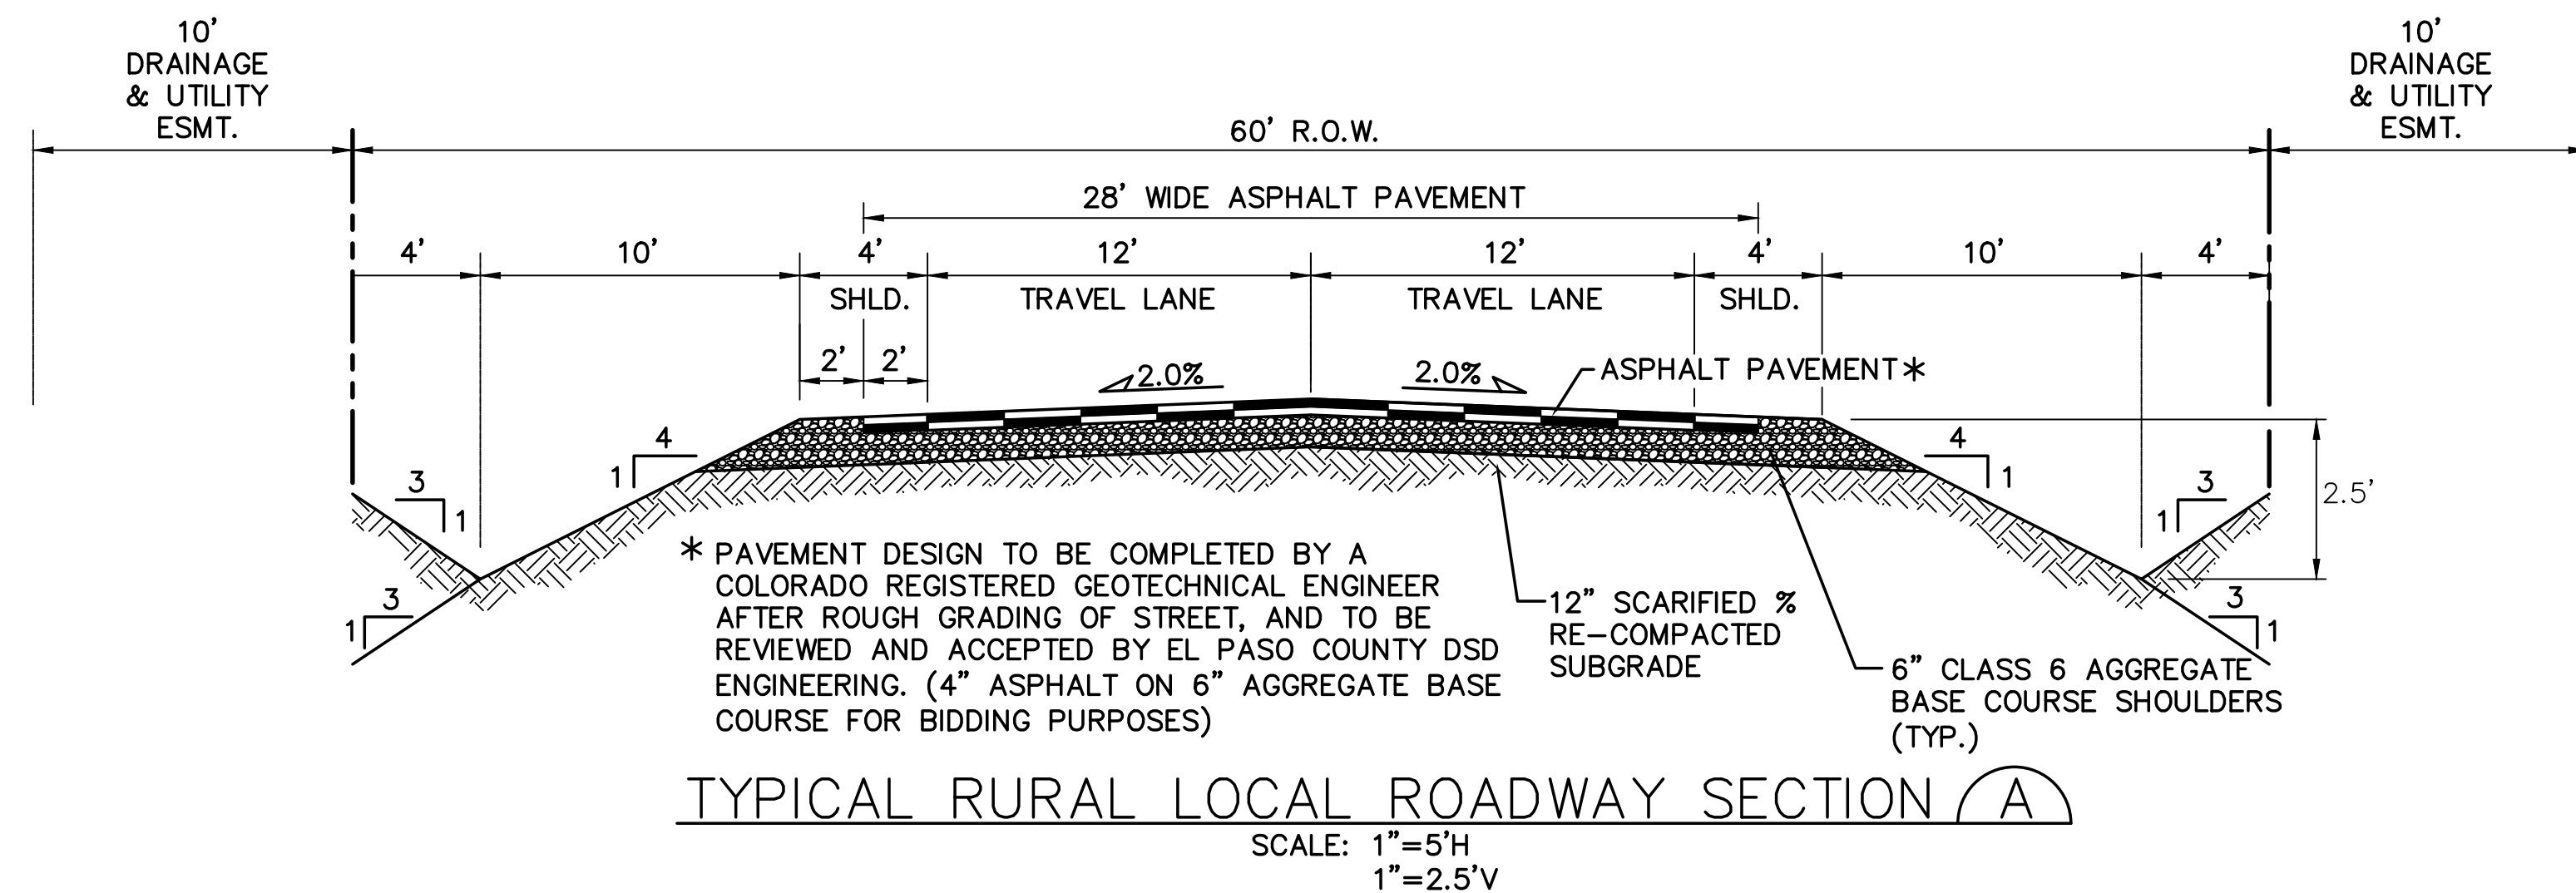 10'
DRAINAGE
& UTILITY
ESMT.
10'
DRAINAGE
& UTILITY
ESMT.
60' R.O.W.
28' WIDE ASPHALT PAVEMENT
4'
10'
4'
12'
12'
4'
10'
4'
SHLD.
TRAVEL LANE
TRAVEL LANE
SHLD.
2'
2'
2.0%
2.0%
ASPHALT PAVEMENT*
3
1
4
1
4
1
3
1
2.5'
3
1
3
1
* PAVEMENT DESIGN TO BE COMPLETED BY A
COLORADO REGISTERED GEOTECHNICAL ENGINEER
AFTER ROUGH GRADING OF STREET, AND TO BE
REVIEWED AND ACCEPTED BY EL PASO COUNTY DSD
ENGINEERING. (4" ASPHALT ON 6" AGGREGATE BASE
COURSE FOR BIDDING PURPOSES)
12" SCARIFIED %
RE-COMPACTED
SUBGRADE
6" CLASS 6 AGGREGATE
BASE COURSE SHOULDERS
(TYP.)
TYPICAL RURAL LOCAL ROADWAY SECTION A
SCALE: 1"=5'H
1"=2.5'V